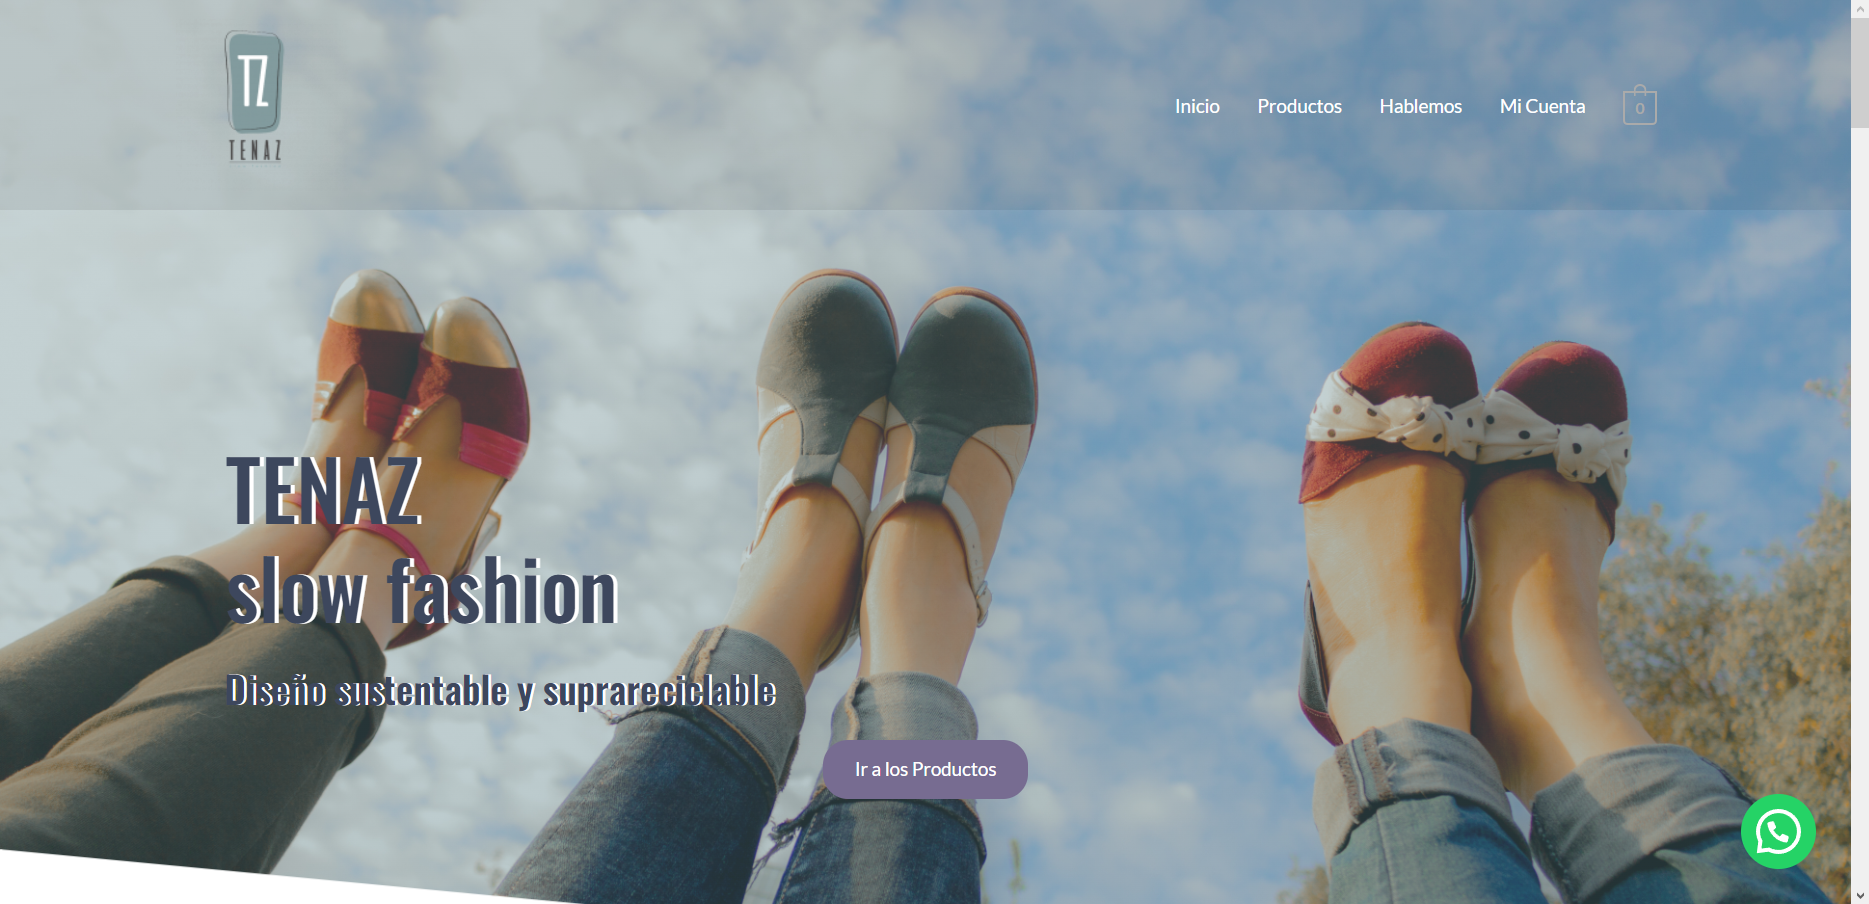 TZ
TENAZ
Inicio
Productos
Hablemos
Mi Cuenta
0
TENAZ
slow fashion
Diseño sustentable y suprareciclable
Ir a los Productos